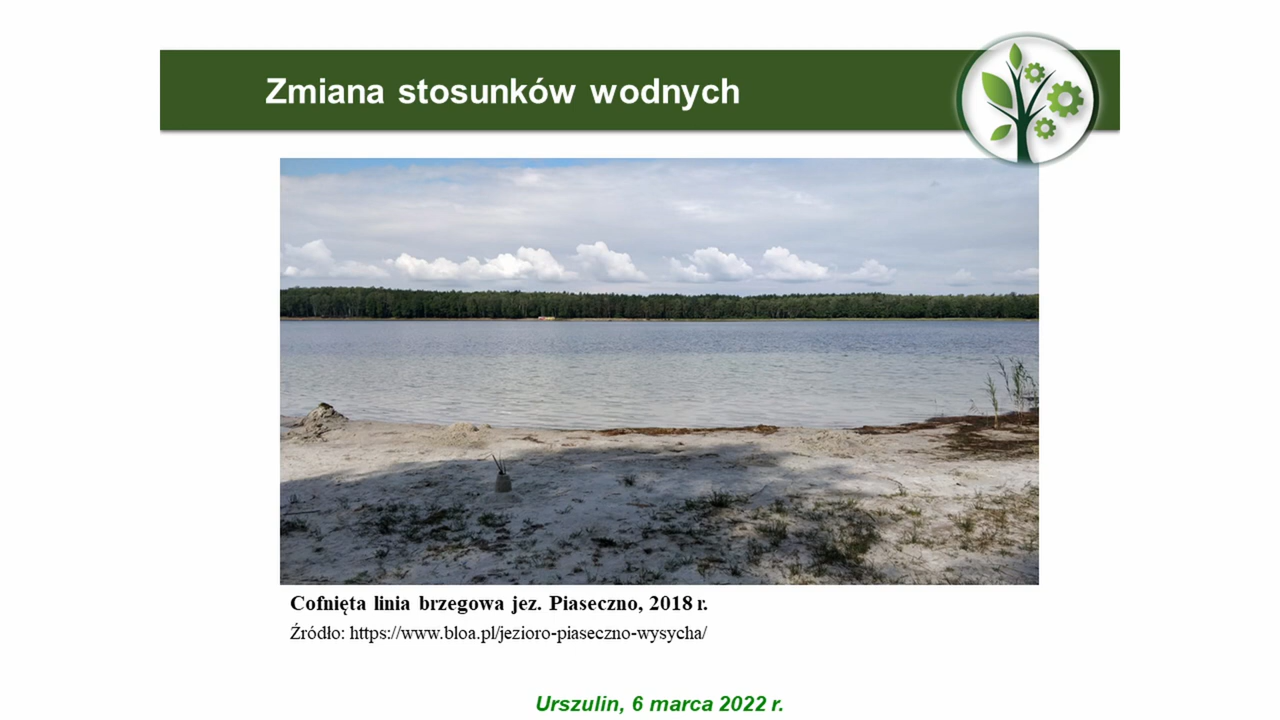 Zmiana stosunków wodnych
Cofnięta linia brzegowa jez. Piaseczno, 2018 r.
Źródło: https://www.bloa.pl/jezioro-piaseczno-wysycha/
Urszulin, 6 marca 2022 r.